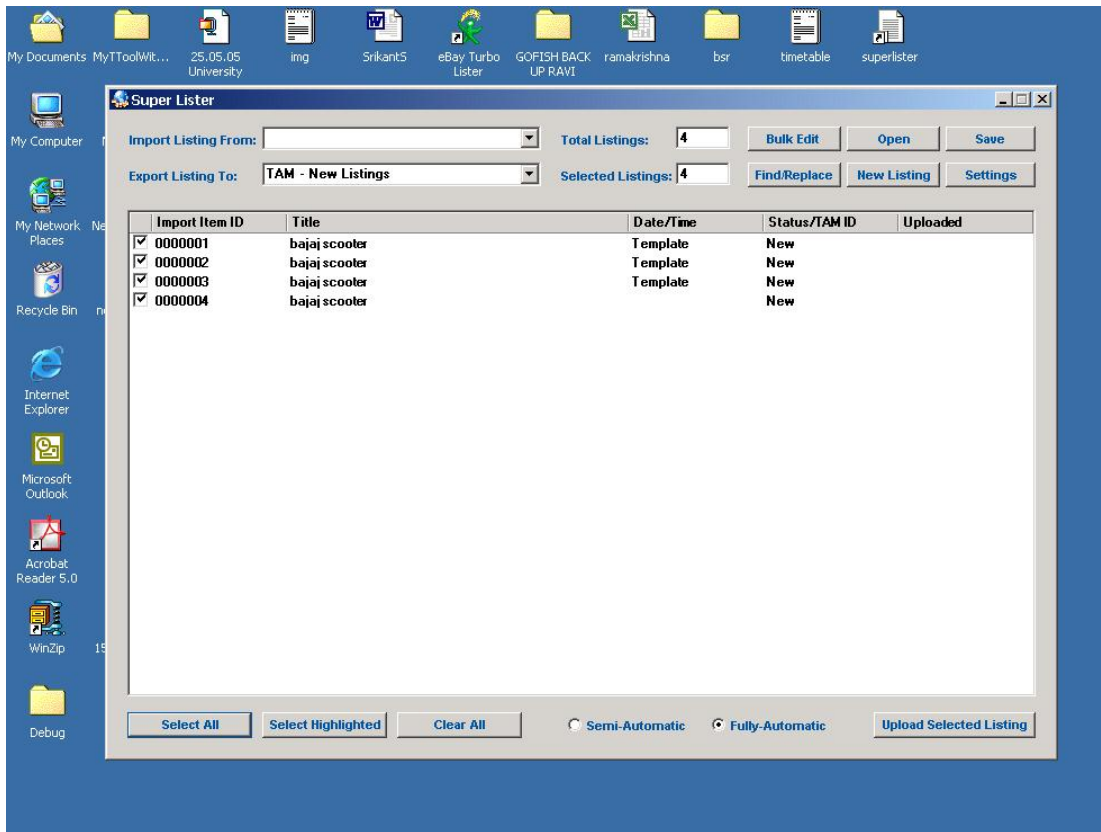 My Documents MyTToolWit... 25.05.05 img SrikantS eBay Turbo GOFISH BACK ramakrishna bsr timetable superlister
University Lister UP RAVI
Super Lister
My Computer
Import Listing From: Total Listings: 4 Bulk Edit Open Save
Export Listing To: TAM - New Listings Selected Listings: 4 Find/Replace New Listing Settings
My Network Ne
Places
Import Item ID Title Date/Time Status/TAM ID Uploaded
0000001 bajaj scooter Template New
0000002 bajaj scooter Template New
0000003 bajaj scooter Template New
0000004 bajaj scooter New
Recycle Bin
Internet
Explorer
Microsoft
Outlook
Acrobat
Reader 5.0
WinZip 15
Debug
Select All Select Highlighted Clear All Semi-Automatic Fully-Automatic Upload Selected Listing